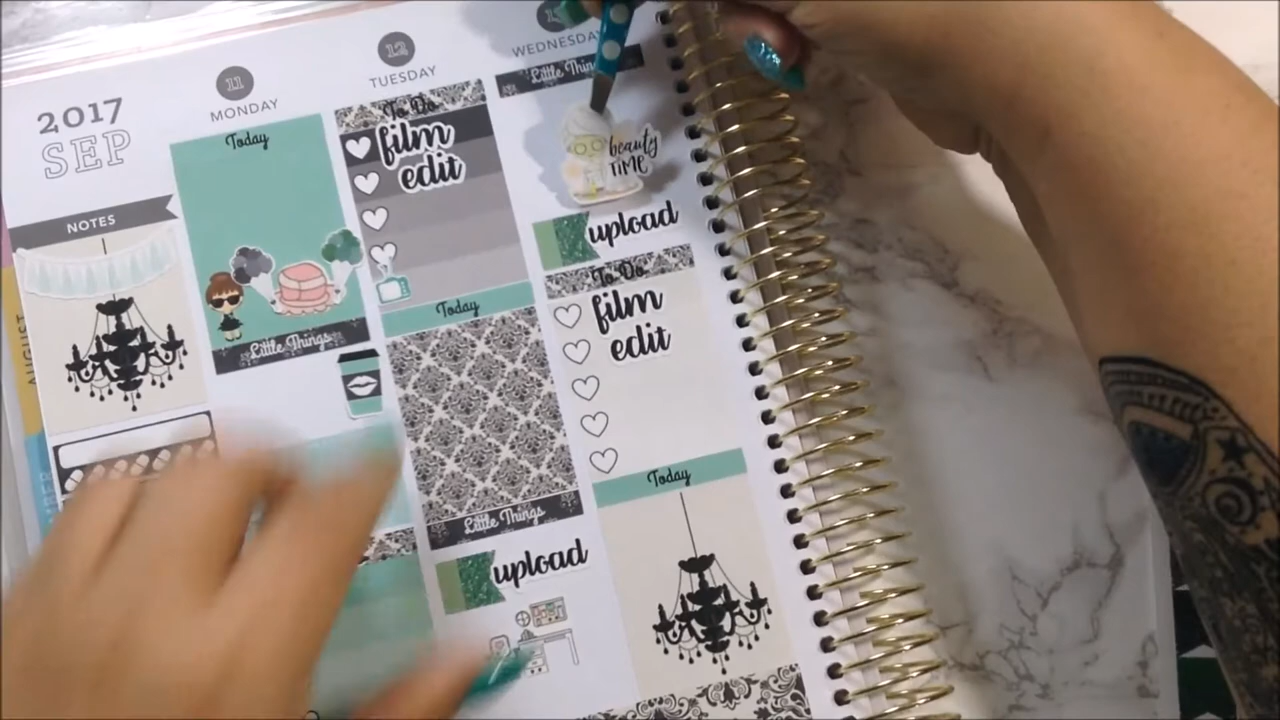 2017
SEP
NOTES
11
MONDAY
Today
Little Things
12
TUESDAY
To Do
film
edit
Today
Little Things
upload
WEDNESDAY
Little Things
beauty
TIME
upload
To Do
film
edit
Today
AUGUST